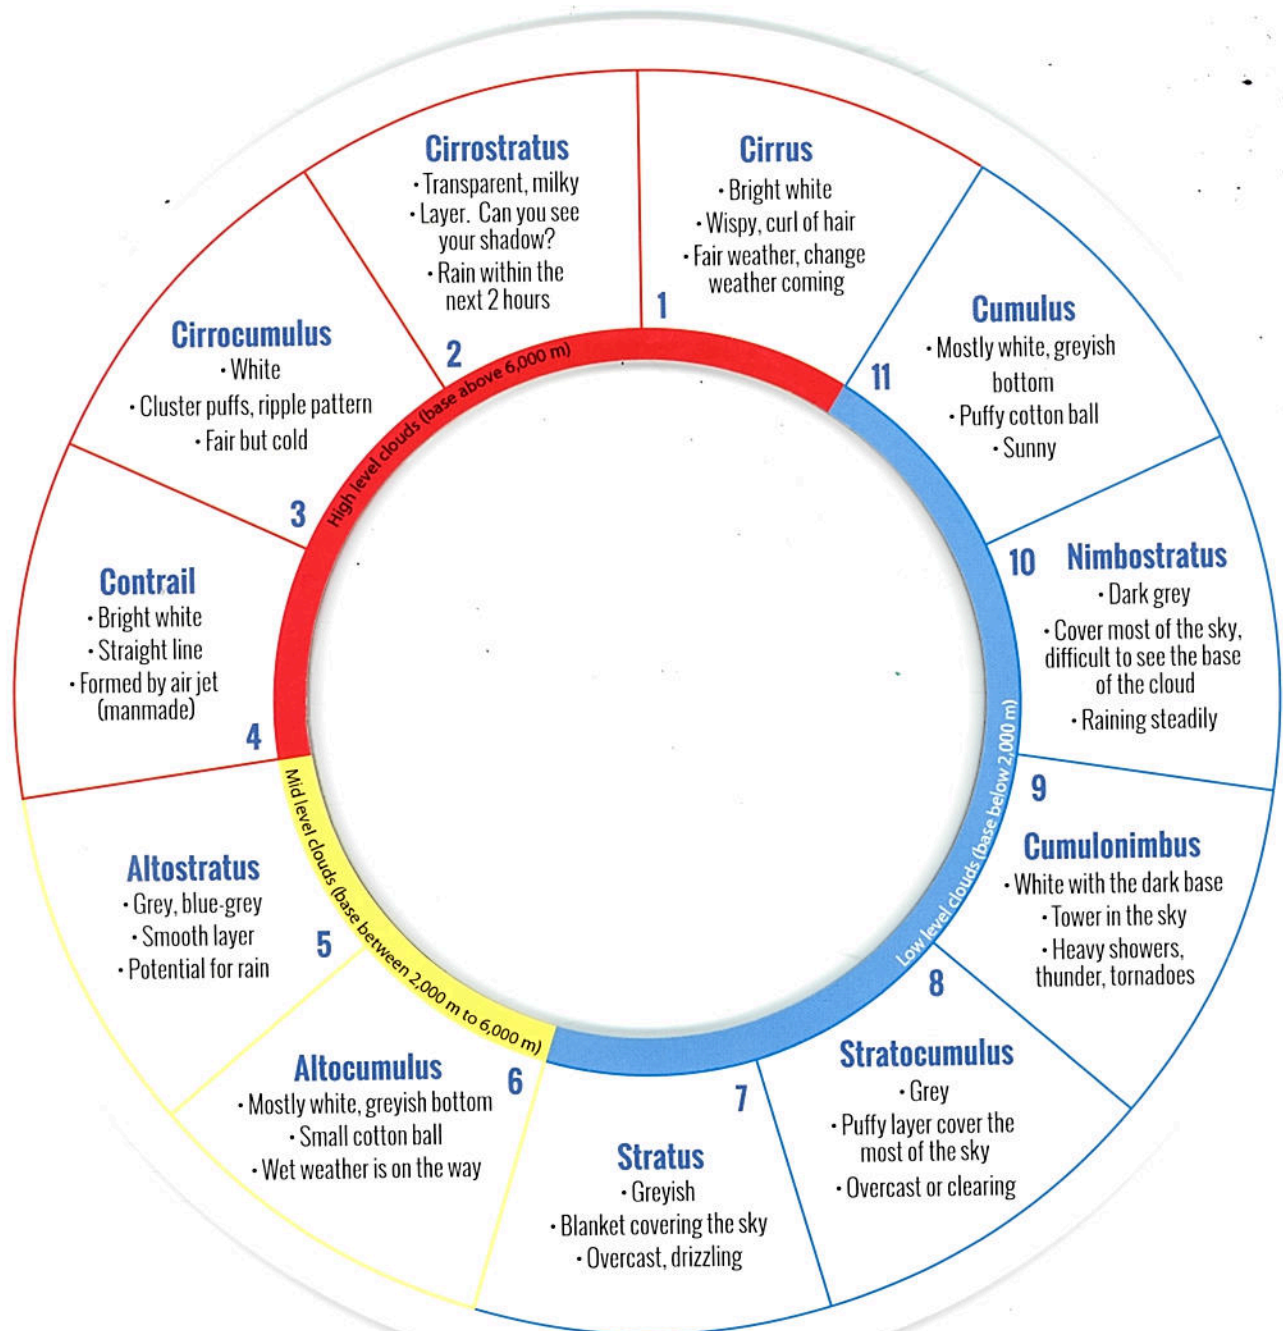 Cirrus
• Bright white
• Wispy, curl of hair
• Fair weather, change
weather coming
1
Cirrostratus
• Transparent, milky
• Layer. Can you see
your shadow?
• Rain within the
next 2 hours
2
Cirrocumulus
• White
• Cluster puffs, ripple pattern
• Fair but cold
3
Contrail
• Bright white
• Straight line
• Formed by air jet
(manmade)
4
Altostratus
• Grey, blue-grey
• Smooth layer
• Potential for rain
5
Altocumulus
• Mostly white, greyish bottom
• Small cotton ball
• Wet weather is on the way
6
Stratus
• Greyish
• Blanket covering the sky
• Overcast, drizzling
7
Stratocumulus
• Grey
• Puffy layer cover the
most of the sky
• Overcast or clearing
8
Cumulonimbus
• White with the dark base
• Tower in the sky
• Heavy showers,
thunder, tornadoes
9
Nimbostratus
• Dark grey
• Cover most of the sky,
difficult to see the base
of the cloud
• Raining steadily
10
Cumulus
• Mostly white, greyish
bottom
• Puffy cotton ball
• Sunny
11
High level clouds (base above 6,000 m)
Mid level clouds (base between 2,000 m to 6,000 m)
Low level clouds (base below 2,000 m)